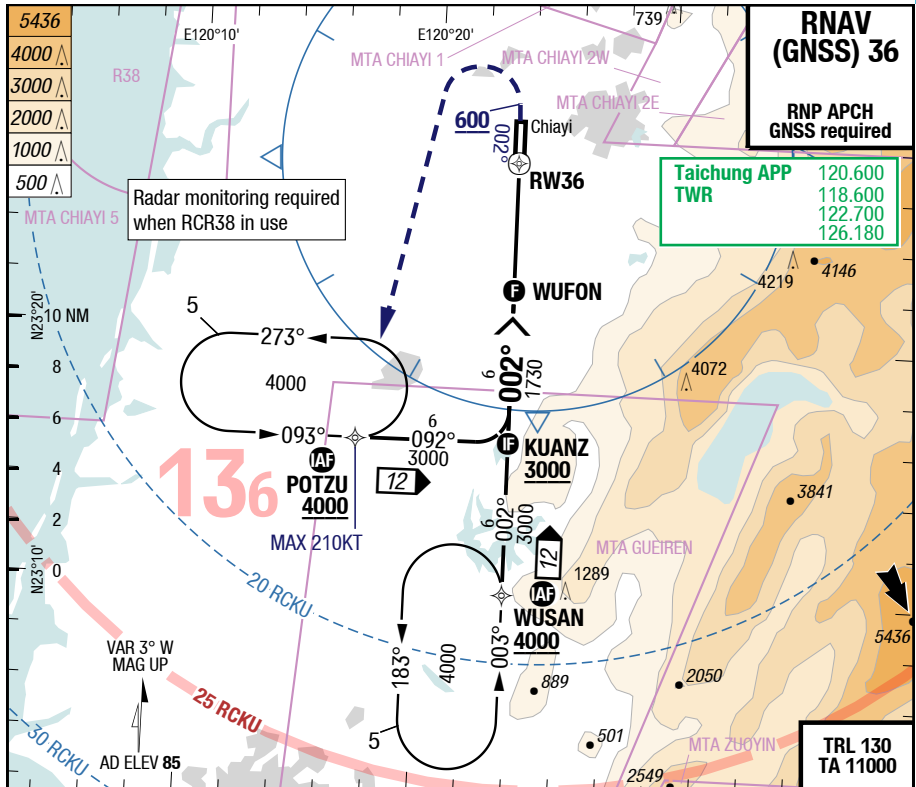 5436
4000
3000
2000
1000
500
E120°10'
E120°20'
739
RNAV
(GNSS) 36
RNP APCH
GNSS required
R38
MTA CHIAYI 1
MTA CHIAYI 2W
MTA CHIAYI 2E
600
002°
Chiayi
RW36
Taichung APP 120.600
TWR 118.600
122.700
126.180
Radar monitoring required
when RCR38 in use
MTA CHIAYI 5
4219
4146
WUFON
F
N23°20'
10 NM
8
6
4
2
0
5
273°
4000
093°
4072
6
002°
1730
6
092°
3000
IAF
POTZU
4000
12
IF
KUANZ
3000
136
MAX 210KT
3841
6
002°
3000
12
MTA GUEIREN
N23°10'
20 RCKU
1289
IAF
WUSAN
4000
5436
183°
4000
003°
VAR 3° W
MAG UP
889
2050
25 RCKU
5
501
MTA ZUOYIN
30 RCKU
AD ELEV 85
2549
TRL 130
TA 11000